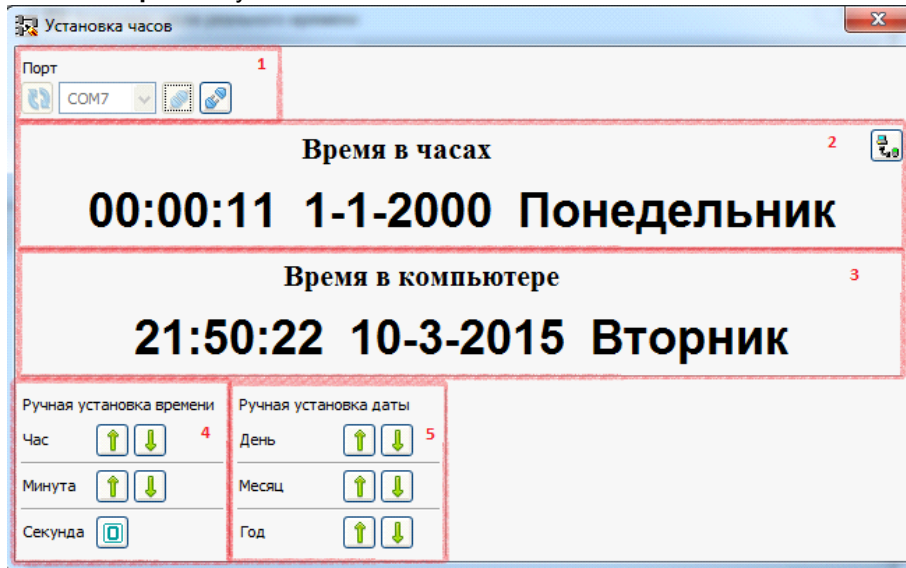 Установка часов
Порт
1
COM7
Время в часах
2
00:00:11 1-1-2000 Понедельник
Время в компьютере
3
21:50:22 10-3-2015 Вторник
Ручная установка времени
Ручная установка даты
Час
4
День
5
Минута
Месяц
Секунда
0
Год